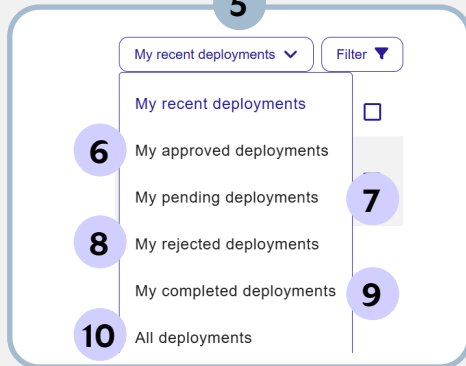 5
My recent deployments Filter
My recent deployments
6 My approved deployments
My pending deployments 7
8 My rejected deployments
My completed deployments 9
10 All deployments